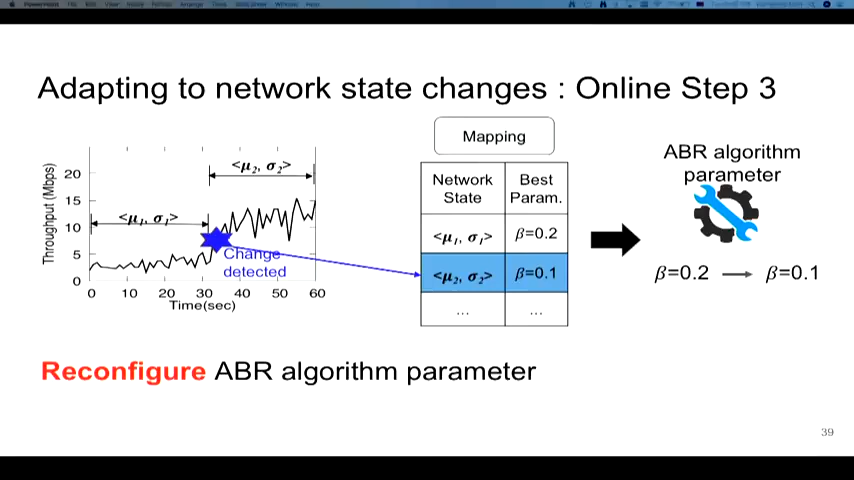 Adapting to network state changes : Online Step 3
Throughput (Mbps)
20
15
10
5
0
0 10 20 30 40 50 60
Time(sec)
<μ₁, σ₁>
<μ₂, σ₂>
Change
detected
Mapping
Network State
Best Param.
<μ₁, σ₁> β=0.2
<μ₂, σ₂> β=0.1
... ...
ABR algorithm
parameter
β=0.2 → β=0.1
Reconfigure ABR algorithm parameter
39